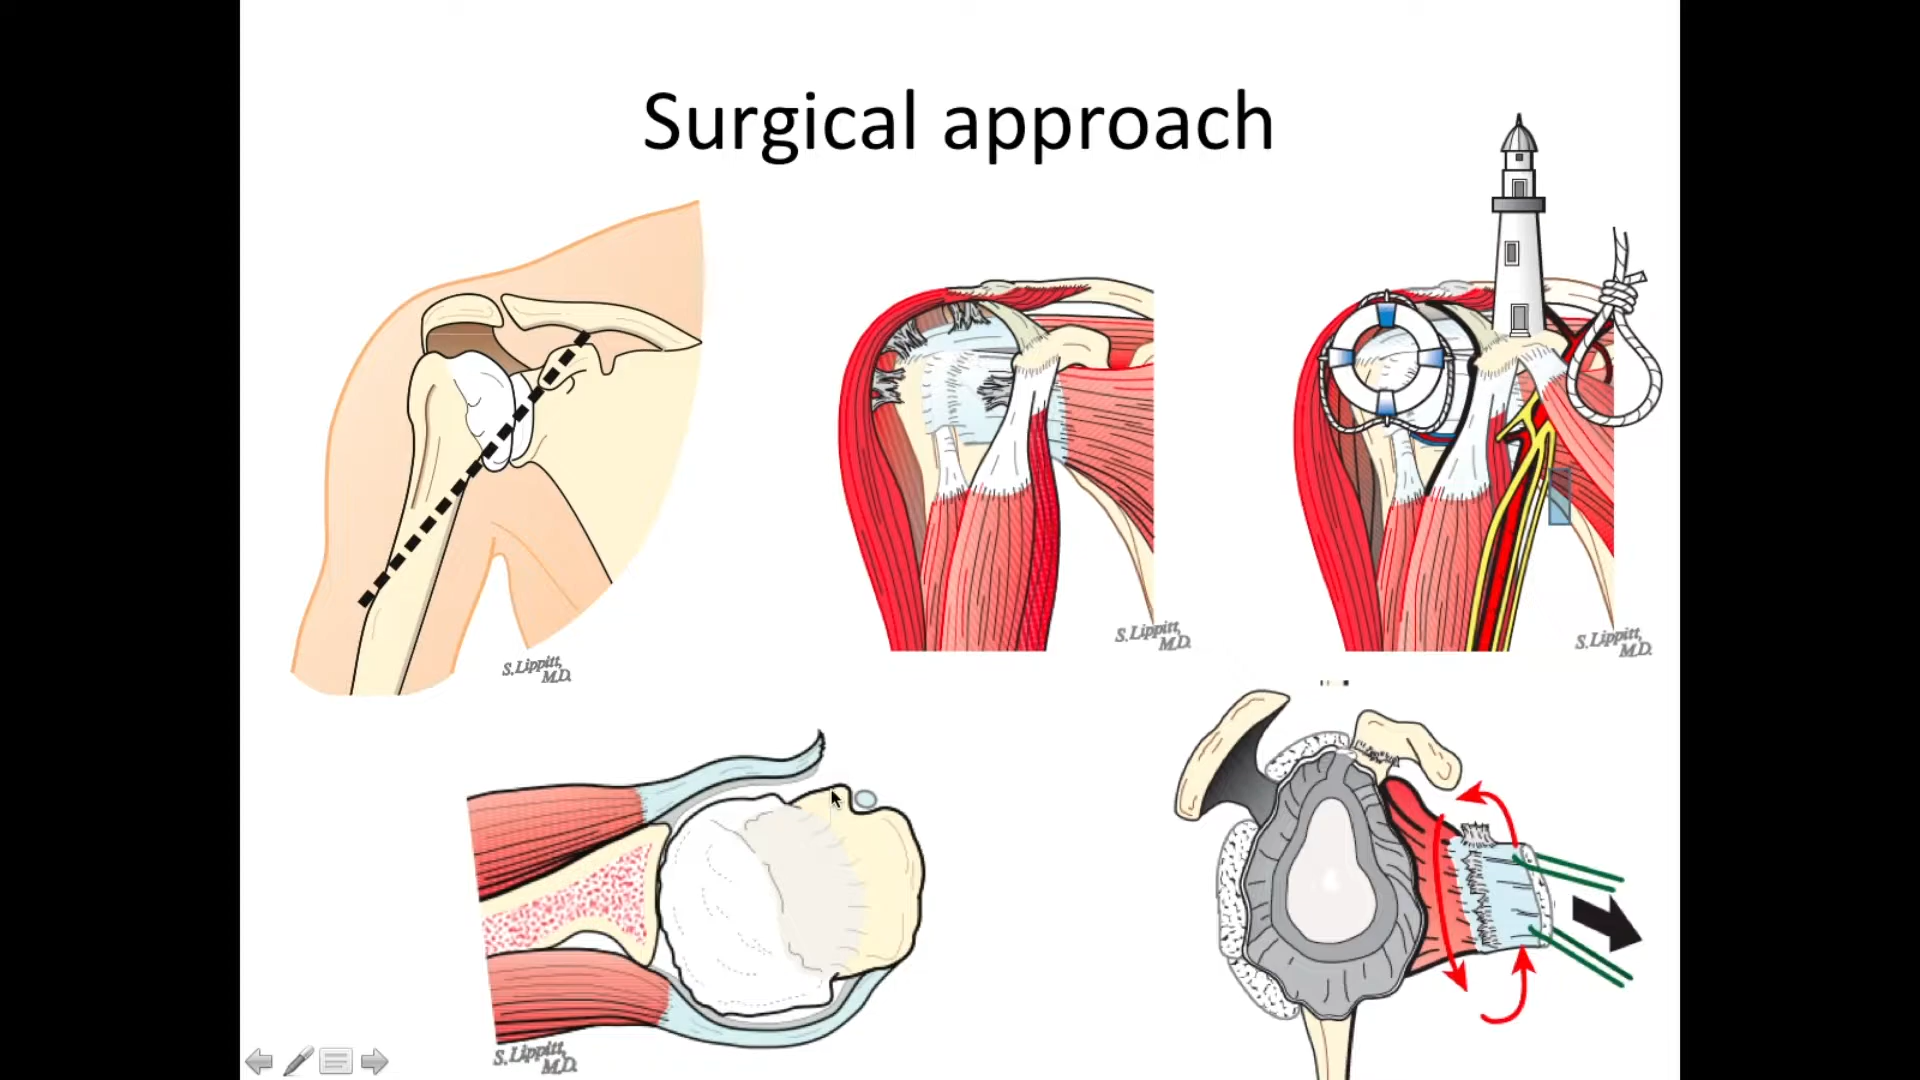 Surgical approach
S. Lippitt,
M.D.
S. Lippitt,
M.D.
S. Lippitt,
M.D.
S. Lippitt,
M.D.